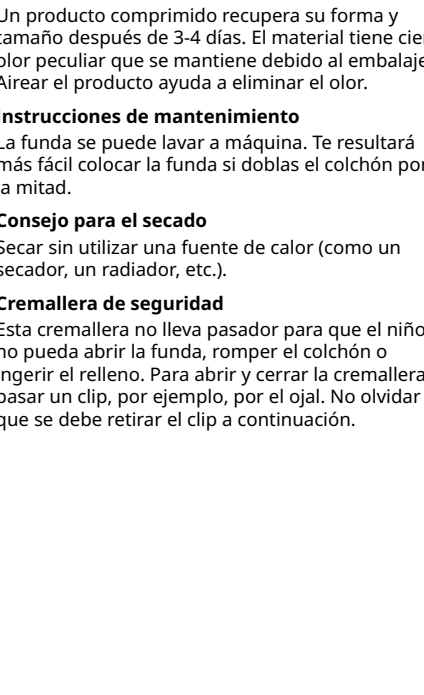 Un producto comprimido recupera su forma y
tamaño después de 3-4 días. El material tiene cier
olor peculiar que se mantiene debido al embalaje
Airear el producto ayuda a eliminar el olor.
Instrucciones de mantenimiento
La funda se puede lavar a máquina. Te resultará
más fácil colocar la funda si doblas el colchón por
la mitad.
Consejo para el secado
Secar sin utilizar una fuente de calor (como un
secador, un radiador, etc.).
Cremallera de seguridad
Esta cremallera no lleva pasador para que el niño
no pueda abrir la funda, romper el colchón o
ingerir el relleno. Para abrir y cerrar la cremallera
pasar un clip, por ejemplo, por el ojal. No olvidar
que se debe retirar el clip a continuación.